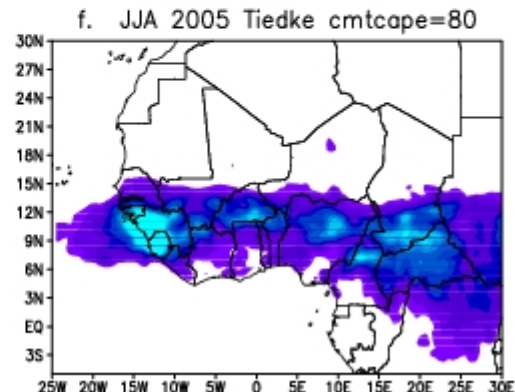 f. JJA 2005 Tiedke cmtcape=80
30N
27N
24N
21N
18N
15N
12N
9N
6N
3N
EQ
3S
25W 20W 15W 10W 5W 0 5E 10E 15E 20E 25E 30E